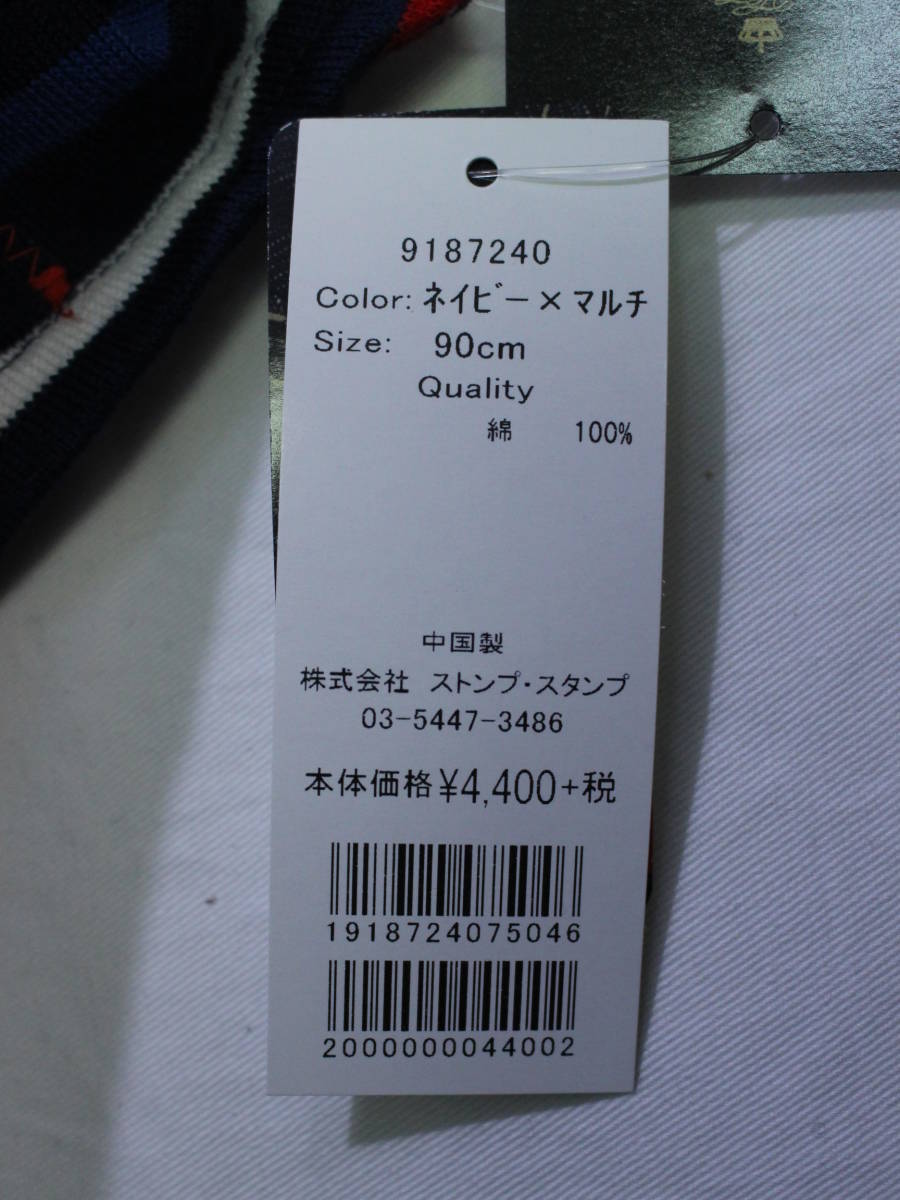 9187240
Color: ネイビー×マルチ
Size: 90cm
Quality
綿 100%
中国製
株式会社 ストンプ・スタンプ
03-5447-3486
本体価格¥4,400+税
1918724075046
2000000044002